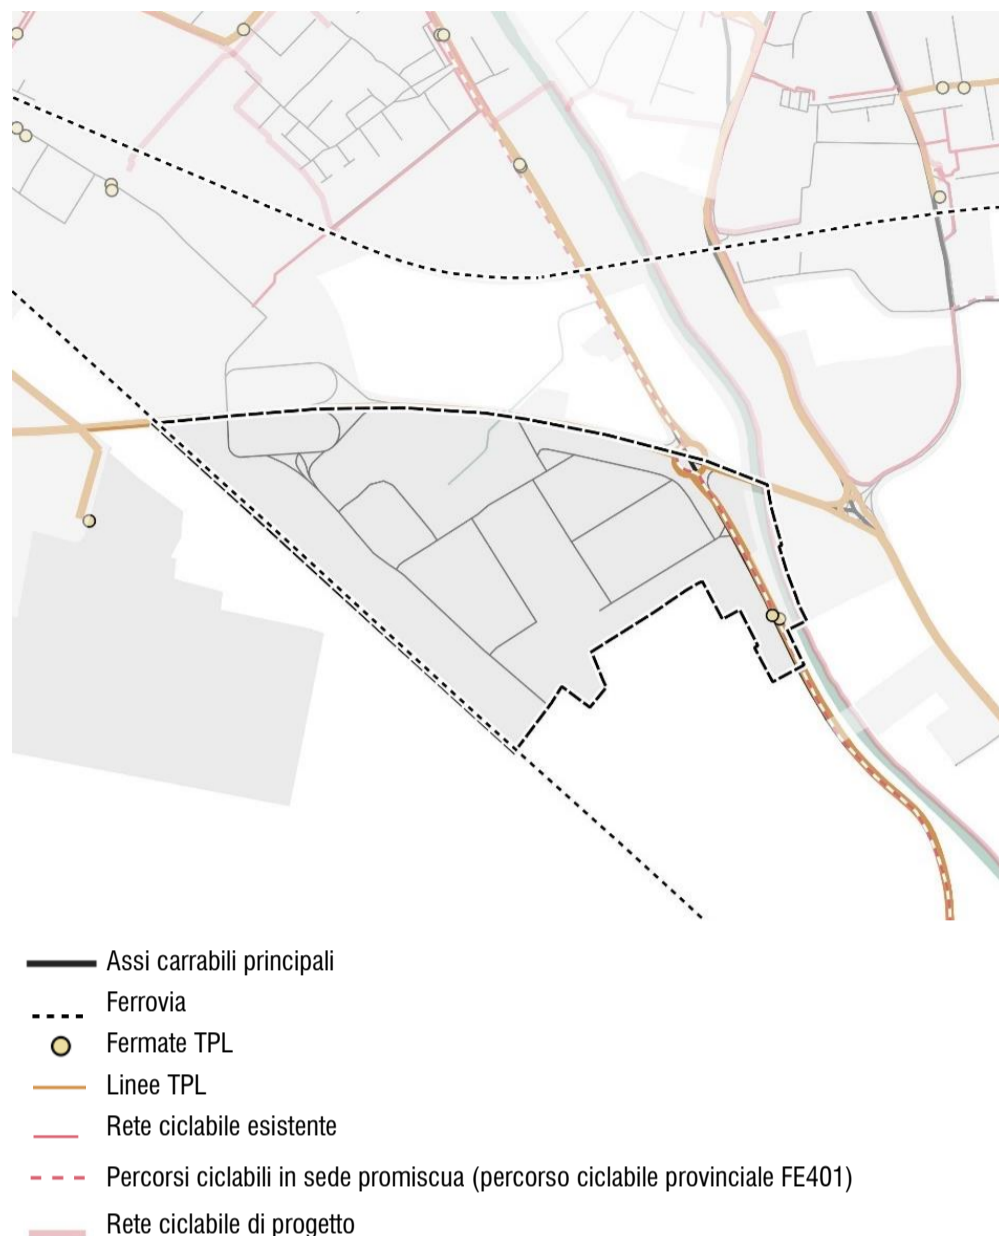 Assi carrabili principali
Ferrovia
Fermate TPL
Linee TPL
Rete ciclabile esistente
Percorsi ciclabili in sede promiscua (percorso ciclabile provinciale FE401)
Rete ciclabile di progetto